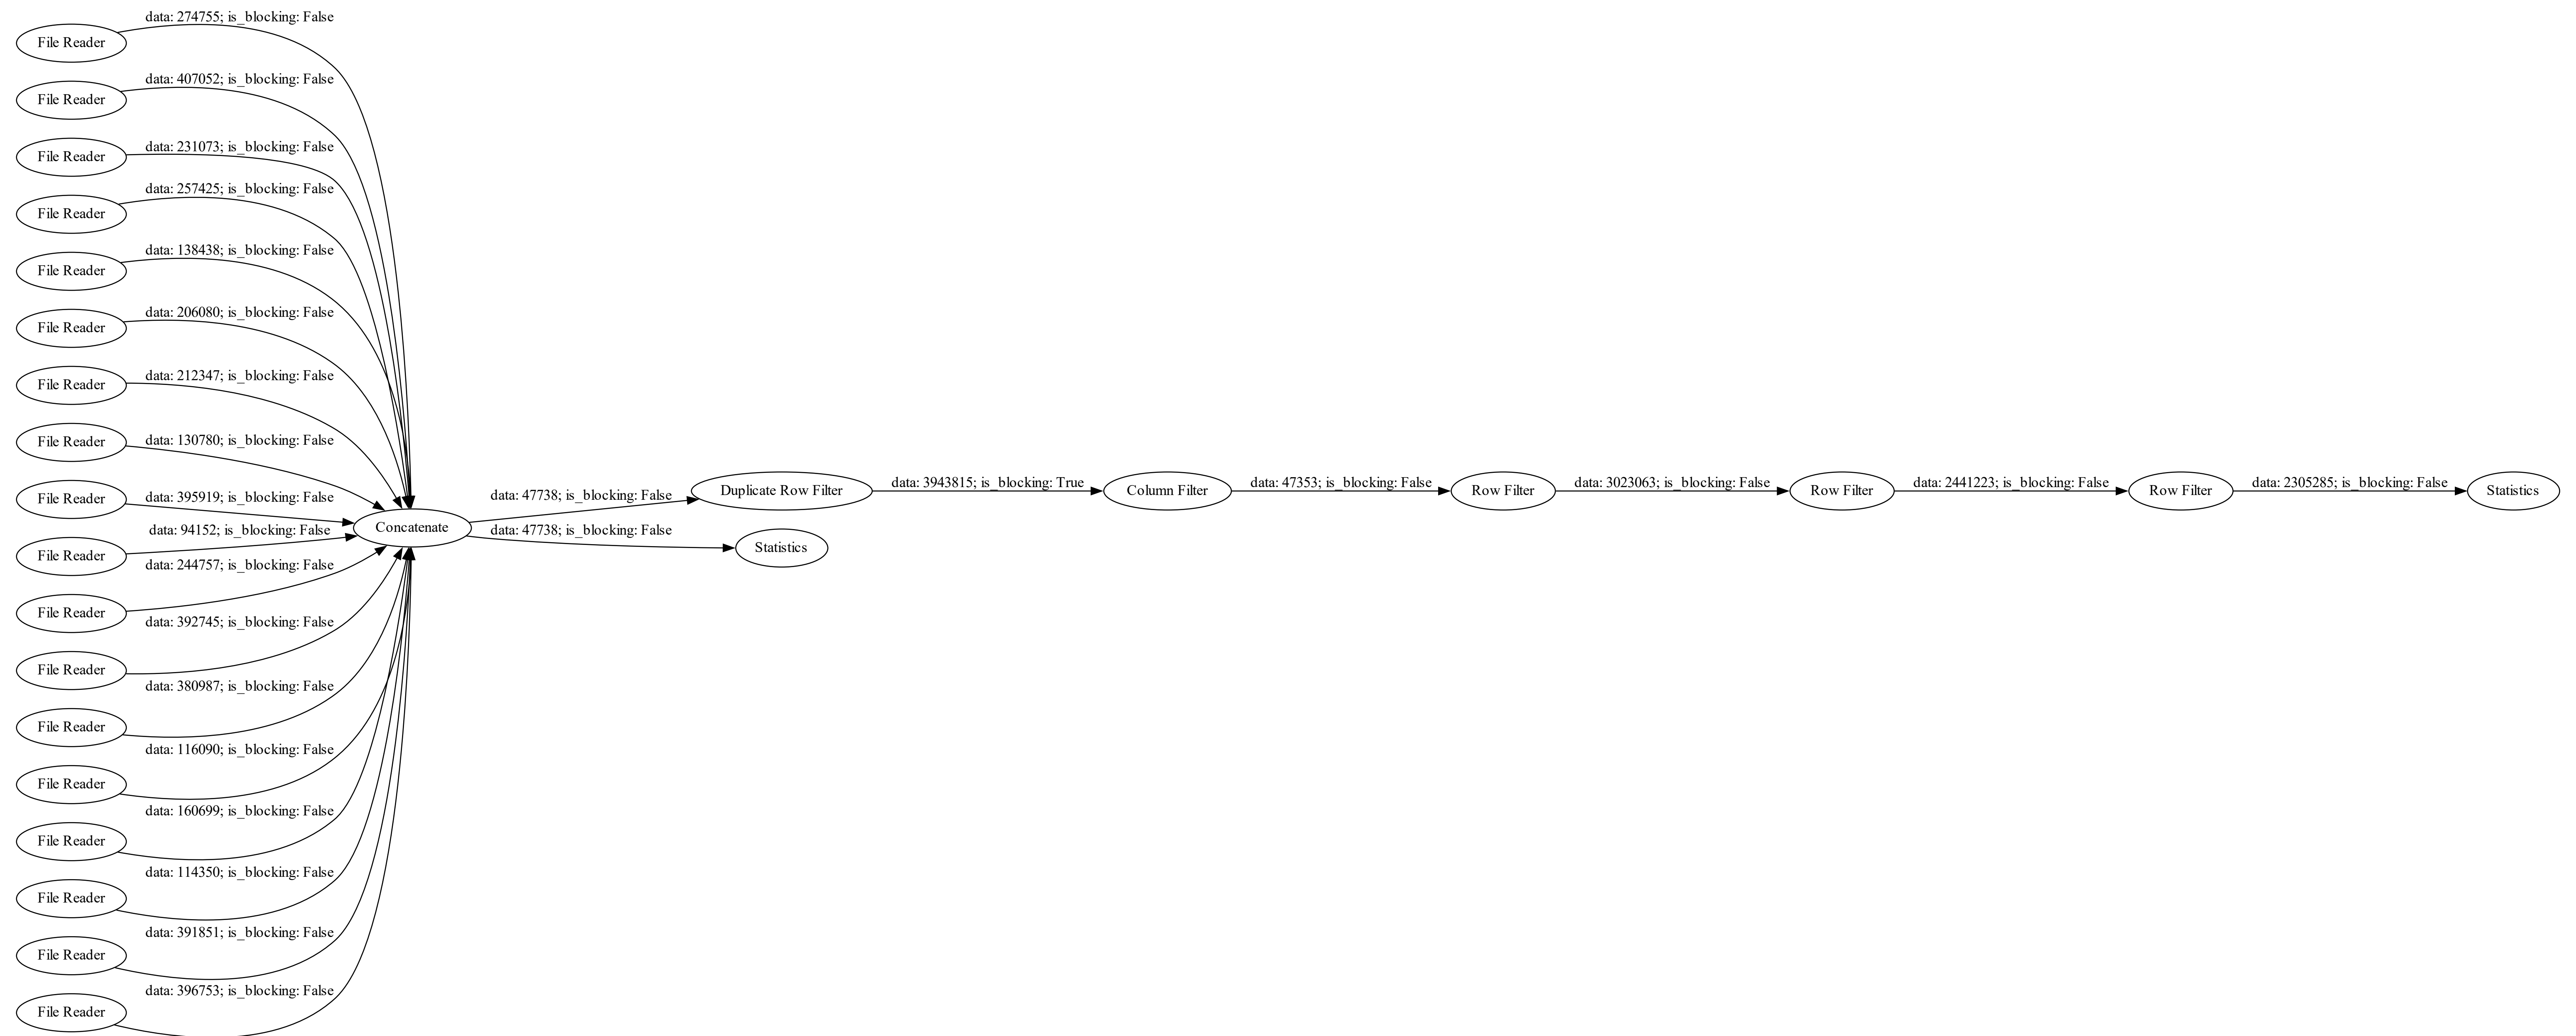 data: 274755; is_blocking: False
File Reader
data: 407052; is_blocking: False
File Reader
data: 231073; is_blocking: False
File Reader
data: 257425; is_blocking: False
File Reader
data: 138438; is_blocking: False
File Reader
data: 206080; is_blocking: False
File Reader
data: 212347; is_blocking: False
File Reader
data: 130780; is_blocking: False
File Reader
data: 395919; is_blocking: False
File Reader
data: 94152; is_blocking: False
File Reader
data: 244757; is_blocking: False
File Reader
data: 392745; is_blocking: False
File Reader
data: 380987; is_blocking: False
File Reader
data: 116090; is_blocking: False
File Reader
data: 160699; is_blocking: False
File Reader
data: 114350; is_blocking: False
File Reader
data: 391851; is_blocking: False
File Reader
data: 396753; is_blocking: False
File Reader
Concatenate
data: 47738; is_blocking: False
data: 47738; is_blocking: False
Duplicate Row Filter
Statistics
data: 3943815; is_blocking: True
Column Filter
data: 47353; is_blocking: False
Row Filter
data: 3023063; is_blocking: False
Row Filter
data: 2441223; is_blocking: False
Row Filter
data: 2305285; is_blocking: False
Statistics